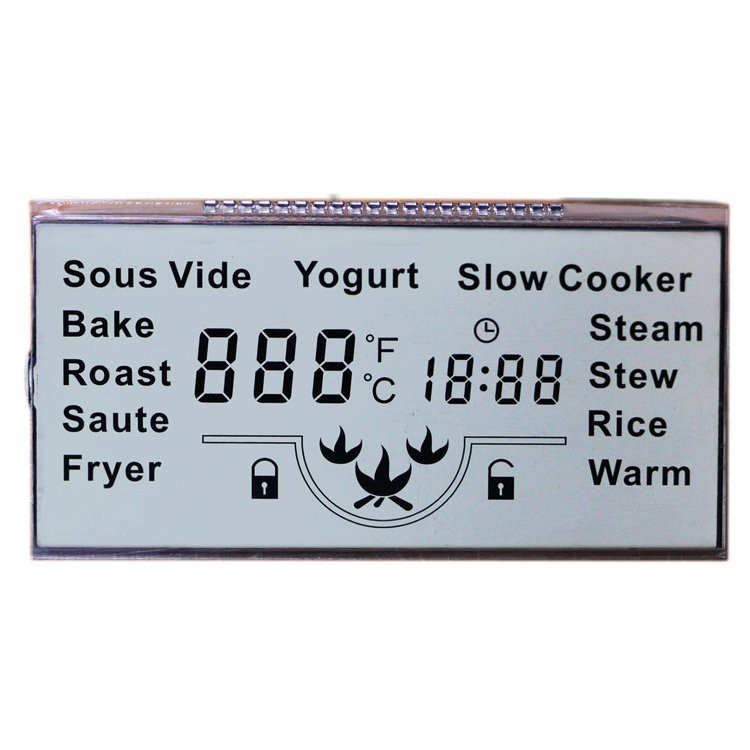 Sous Vide Yogurt Slow Cooker
Bake
Roast
Saute
Fryer
888 °F
°C
18:88
Steam
Stew
Rice
Warm